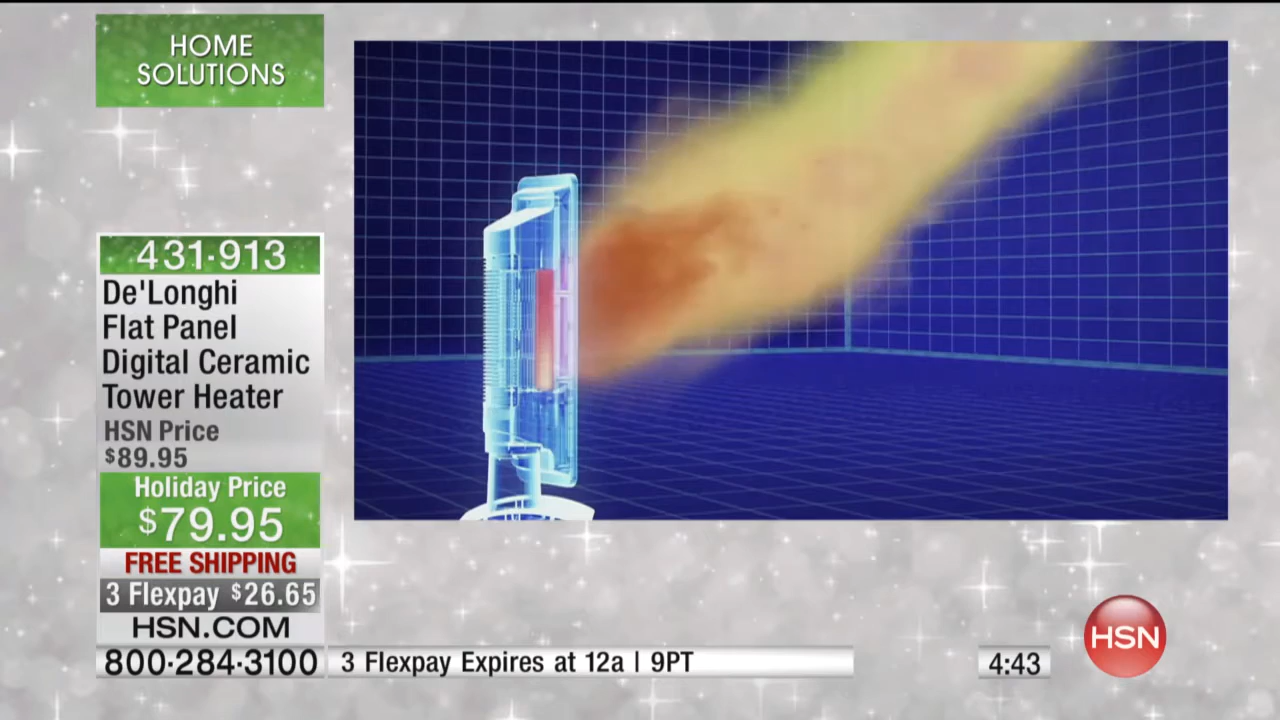 HOME
SOLUTIONS
431-913
De'Longhi
Flat Panel
Digital Ceramic
Tower Heater
HSN Price
$89.95
Holiday Price
$79.95
FREE SHIPPING
3 Flexpay $26.65
HSN.COM
800-284-3100
3 Flexpay Expires at 12a | 9PT
4:43
HSN